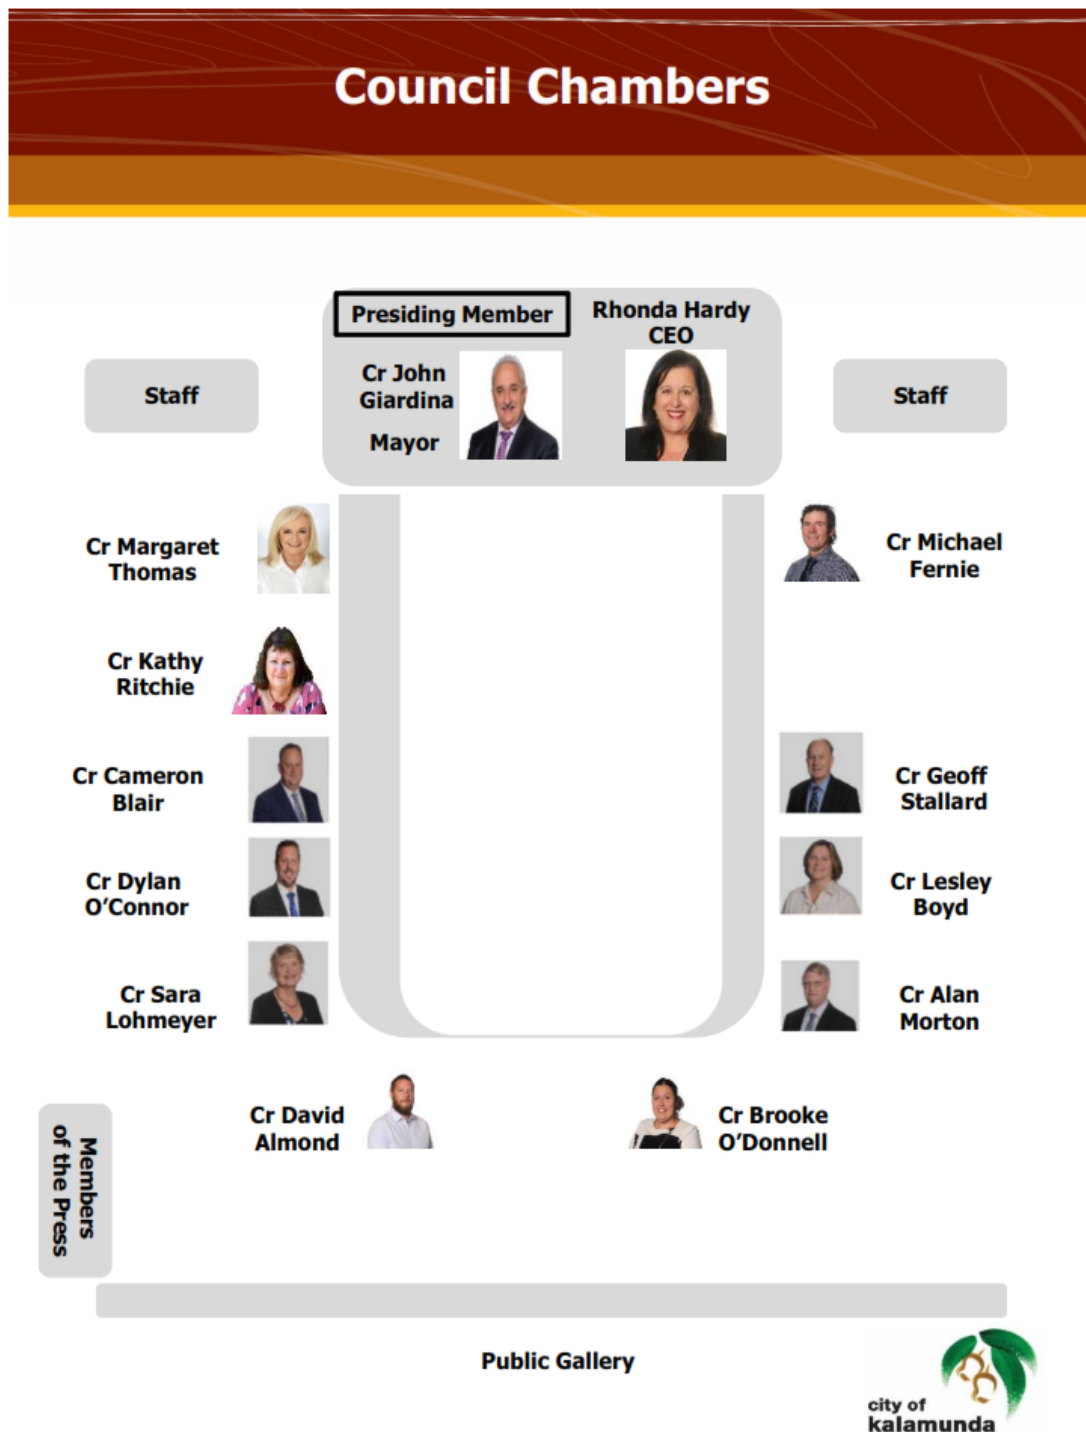 Council Chambers
Presiding Member
Rhonda Hardy
CEO
Cr John
Giardina
Mayor
Staff
Staff
Cr Margaret
Thomas
Cr Michael
Fernie
Cr Kathy
Ritchie
Cr Cameron
Blair
Cr Geoff
Stallard
Cr Dylan
O’Connor
Cr Lesley
Boyd
Cr Sara
Lohmeyer
Cr Alan
Morton
Cr David
Almond
Cr Brooke
O’Donnell
Members
of the Press
Public Gallery
city of
kalamunda